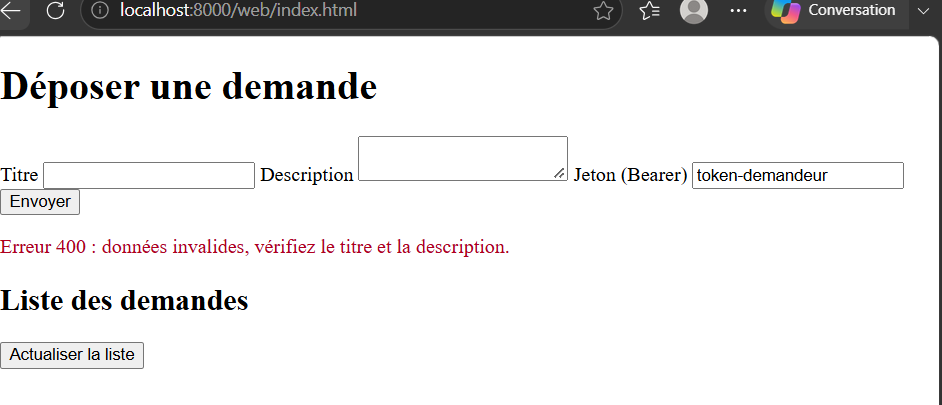 localhost:8000/web/index.html
Conversation
Déposer une demande
Titre Description Jeton (Bearer) token-demandeur
Envoyer
Erreur 400 : données invalides, vérifiez le titre et la description.
Liste des demandes
Actualiser la liste